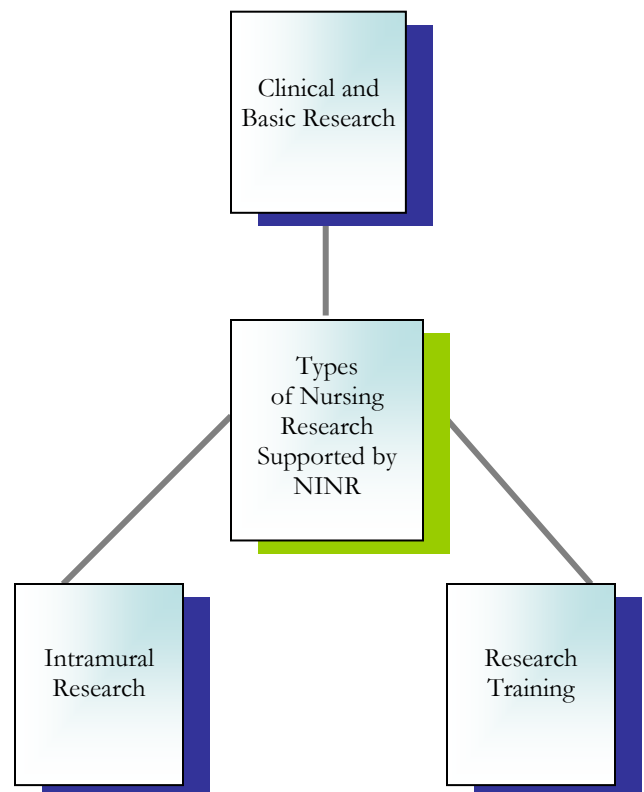 Clinical and
Basic Research
Types
of Nursing
Research
Supported by
NINR
Intramural
Research
Research
Training